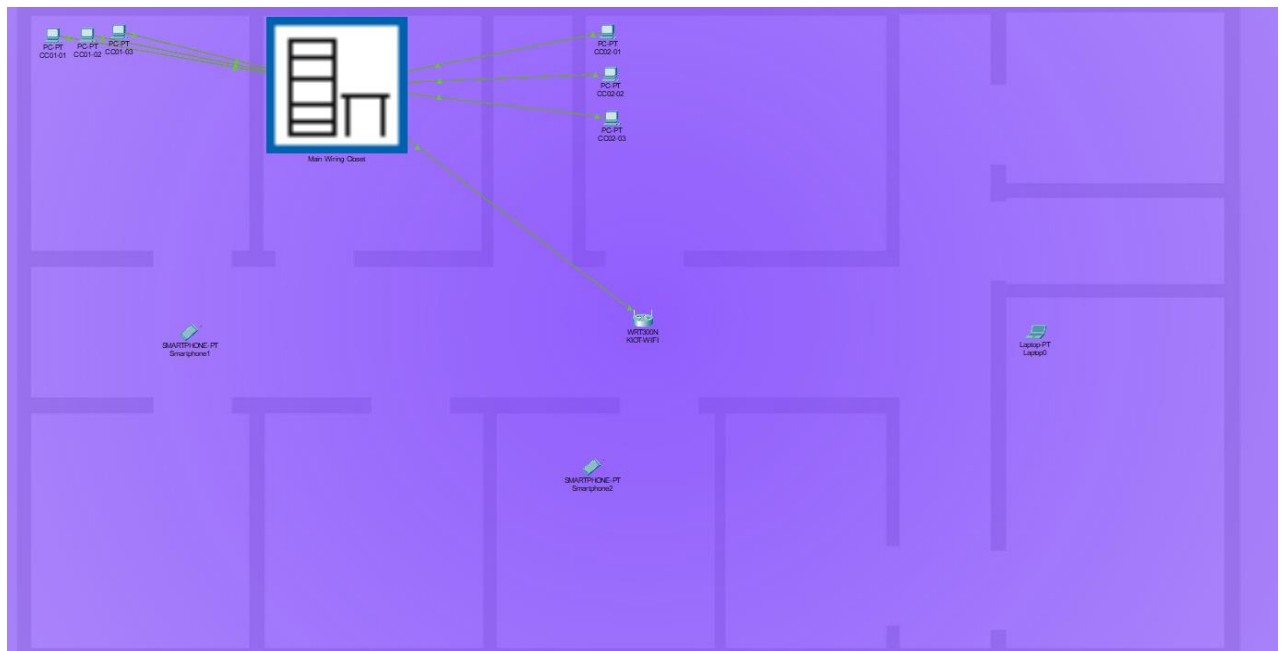 PC-PT
CC01-01
PC-PT
CC01-02
PC-PT
CC01-03
Main Wiring Closet
PC-PT
CC02-01
PC-PT
CC02-02
PC-PT
CC02-03
WRT300N
KIOT-WIFI
SMARTPHONE-PT
Smartphone1
Laptop-PT
Laptop0
SMARTPHONE-PT
Smartphone2